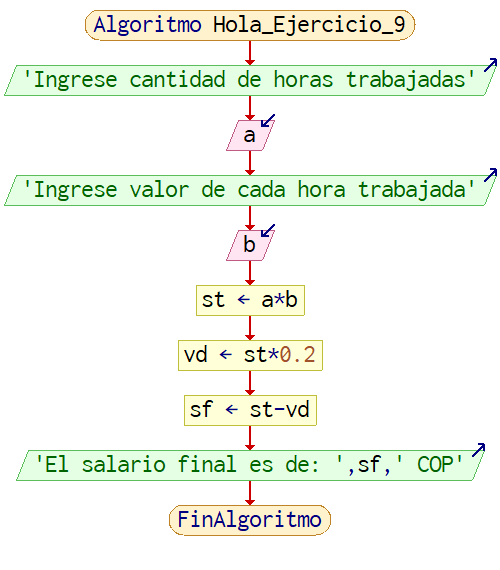 Algoritmo Hola_Ejercicio_9
'Ingrese cantidad de horas trabajadas'
a
'Ingrese valor de cada hora trabajada'
b
st ← a*b
vd ← st*0.2
sf ← st-vd
'El salario final es de: ',sf,' COP'
FinAlgoritmo